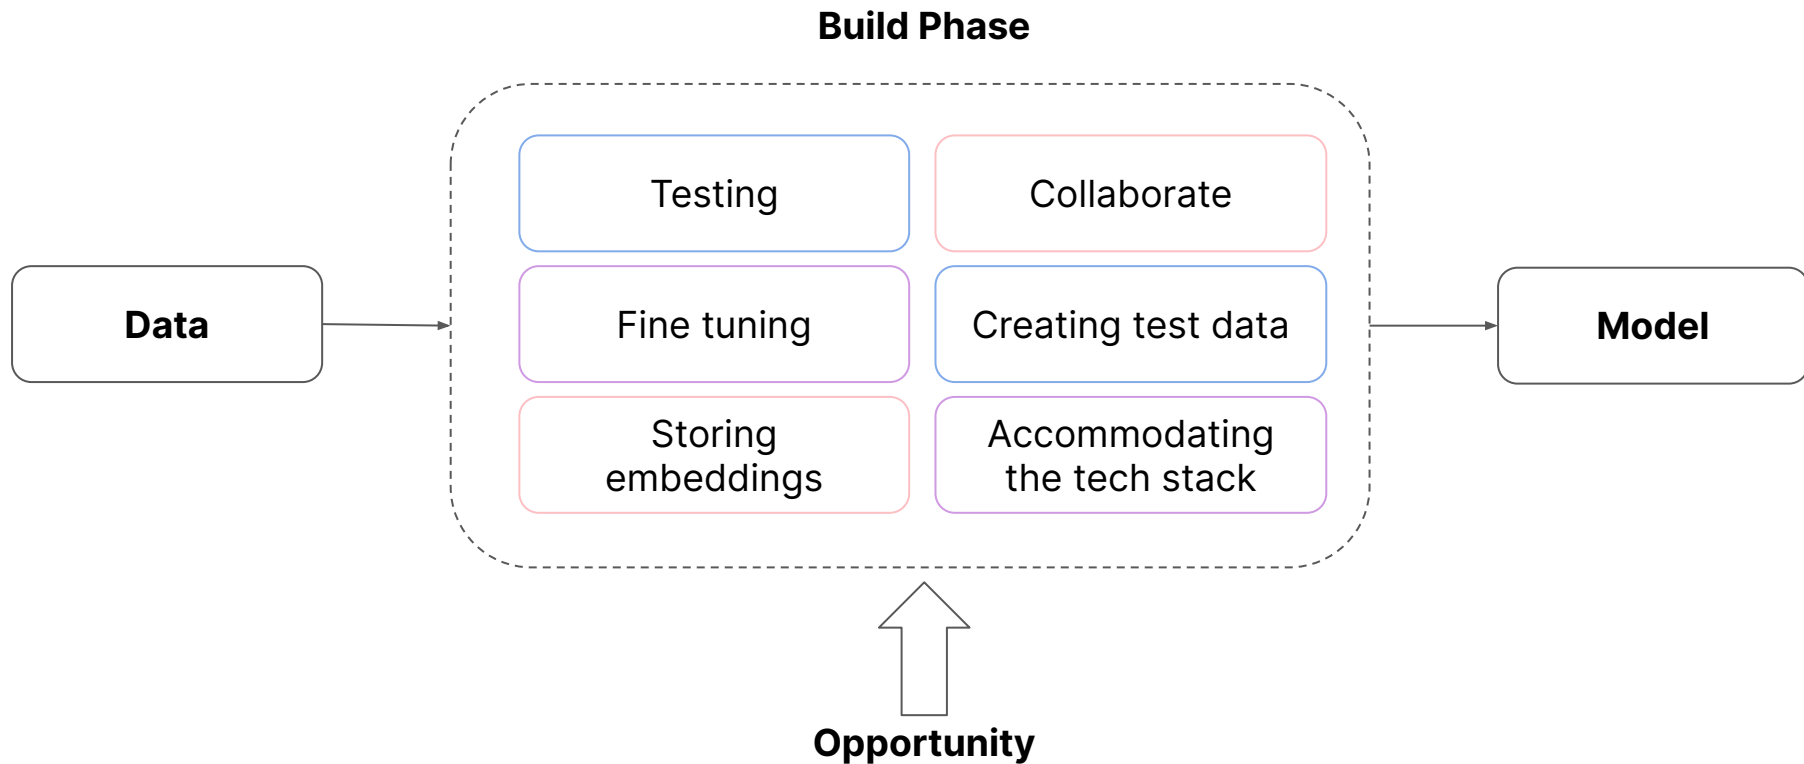 Build Phase
Testing
Collaborate
Data
Fine tuning
Creating test data
Model
Storing
embeddings
Accommodating
the tech stack
Opportunity